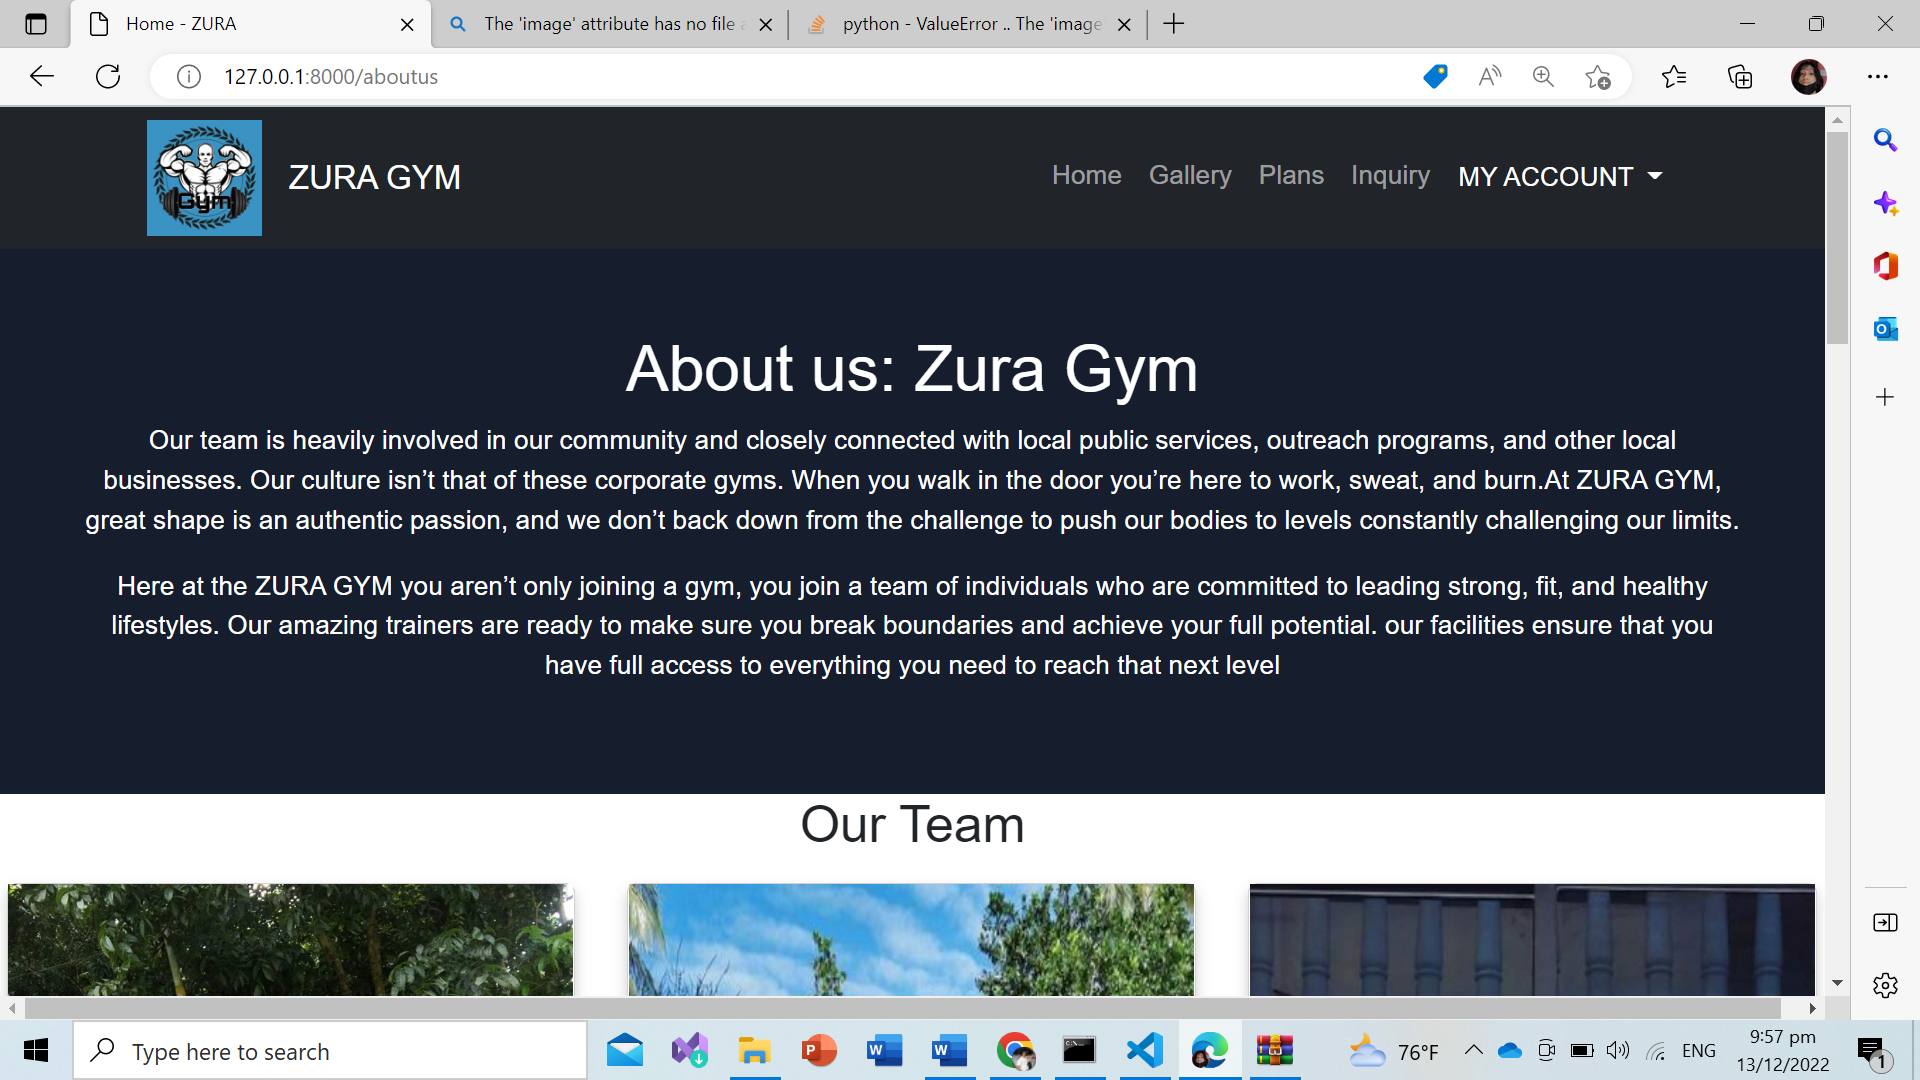 Home - ZURA
The 'image' attribute has no file a
python - ValueError .. The 'image
127.0.0.1:8000/aboutus
Gym
ZURA GYM
Home
Gallery
Plans
Inquiry
MY ACCOUNT
About us: Zura Gym
Our team is heavily involved in our community and closely connected with local public services, outreach programs, and other local
businesses. Our culture isn’t that of these corporate gyms. When you walk in the door you’re here to work, sweat, and burn.At ZURA GYM,
great shape is an authentic passion, and we don’t back down from the challenge to push our bodies to levels constantly challenging our limits.
Here at the ZURA GYM you aren’t only joining a gym, you join a team of individuals who are committed to leading strong, fit, and healthy
lifestyles. Our amazing trainers are ready to make sure you break boundaries and achieve your full potential. our facilities ensure that you
have full access to everything you need to reach that next level
Our Team
Type here to search
76°F
ENG
9:57 pm
13/12/2022
1